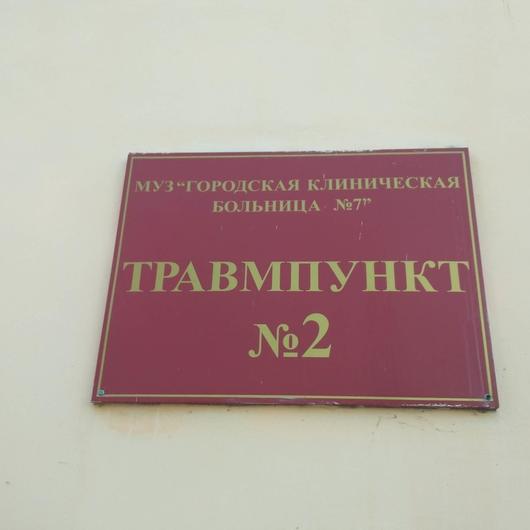 МУЗ "ГОРОДСКАЯ КЛИНИЧЕСКАЯ
БОЛЬНИЦА №7"
ТРАВМПУНКТ
№2